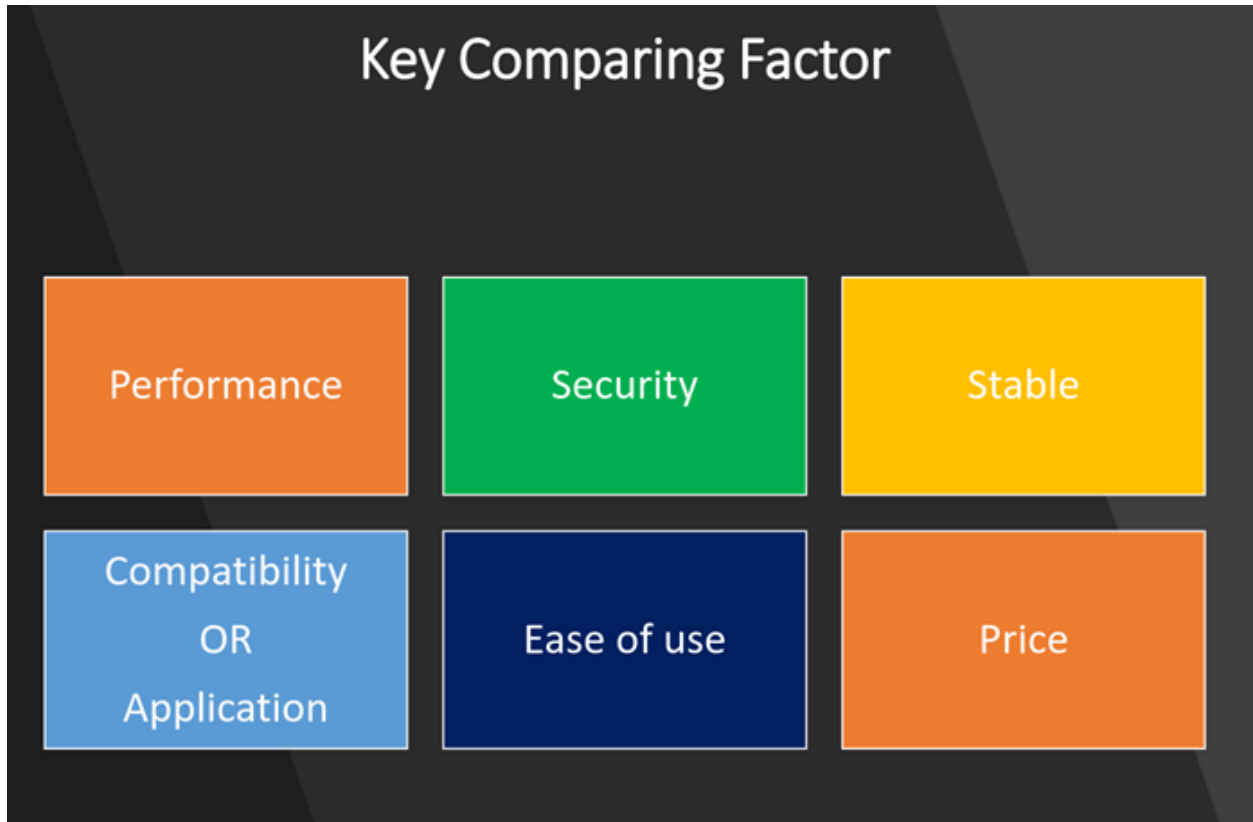 Key Comparing Factor
Performance
Security
Stable
Compatibility
OR
Application
Ease of use
Price